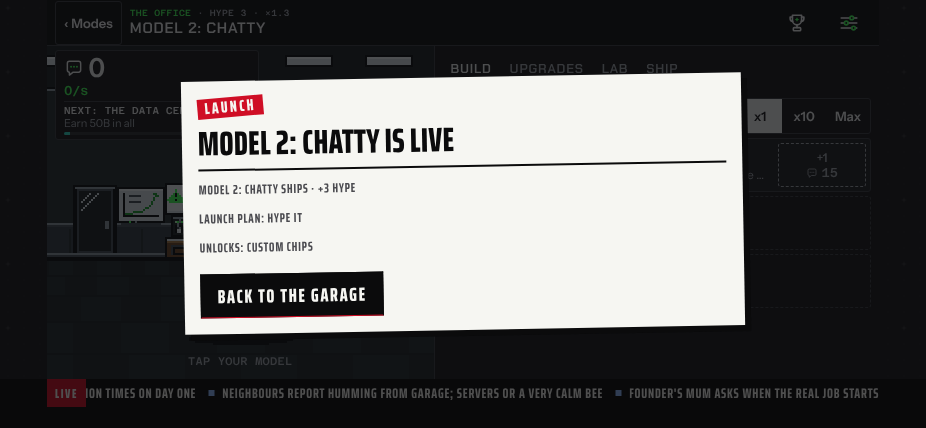 ‹ Modes
THE OFFICE · HYPE 3 · ×1.3
MODEL 2: CHATTY
0
0/s
NEXT: THE DATA CE
Earn 50B in all
BUILD UPGRADES LAB SHIP
x1 x10 Max
+1
15
LAUNCH
MODEL 2: CHATTY IS LIVE
MODEL 2: CHATTY SHIPS · +3 HYPE
LAUNCH PLAN: HYPE IT
UNLOCKS: CUSTOM CHIPS
BACK TO THE GARAGE
TAP YOUR MODEL
LIVE ION TIMES ON DAY ONE ■ NEIGHBOURS REPORT HUMMING FROM GARAGE; SERVERS OR A VERY CALM BEE ■ FOUNDER'S MUM ASKS WHEN THE REAL JOB STARTS